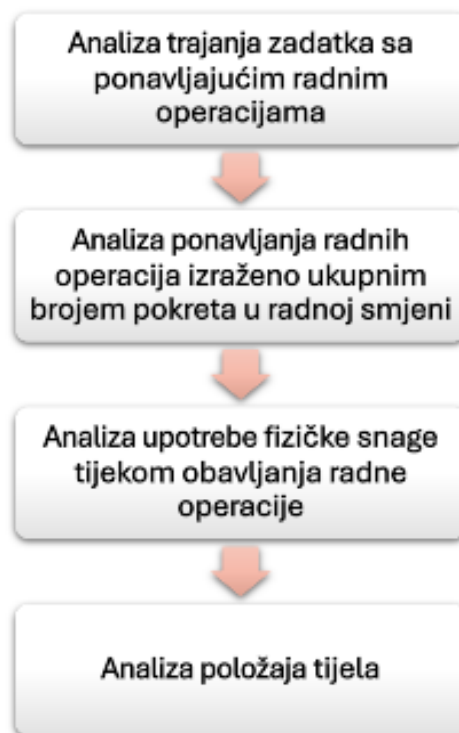 Analiza trajanja zadatka sa
ponavljajućim radnim
operacijama
Analiza ponavljanja radnih
operacija izraženo ukupnim
brojem pokreta u radnoj smjeni
Analiza upotrebe fizičke snage
tijekom obavljanja radne
operacije
Analiza položaja tijela